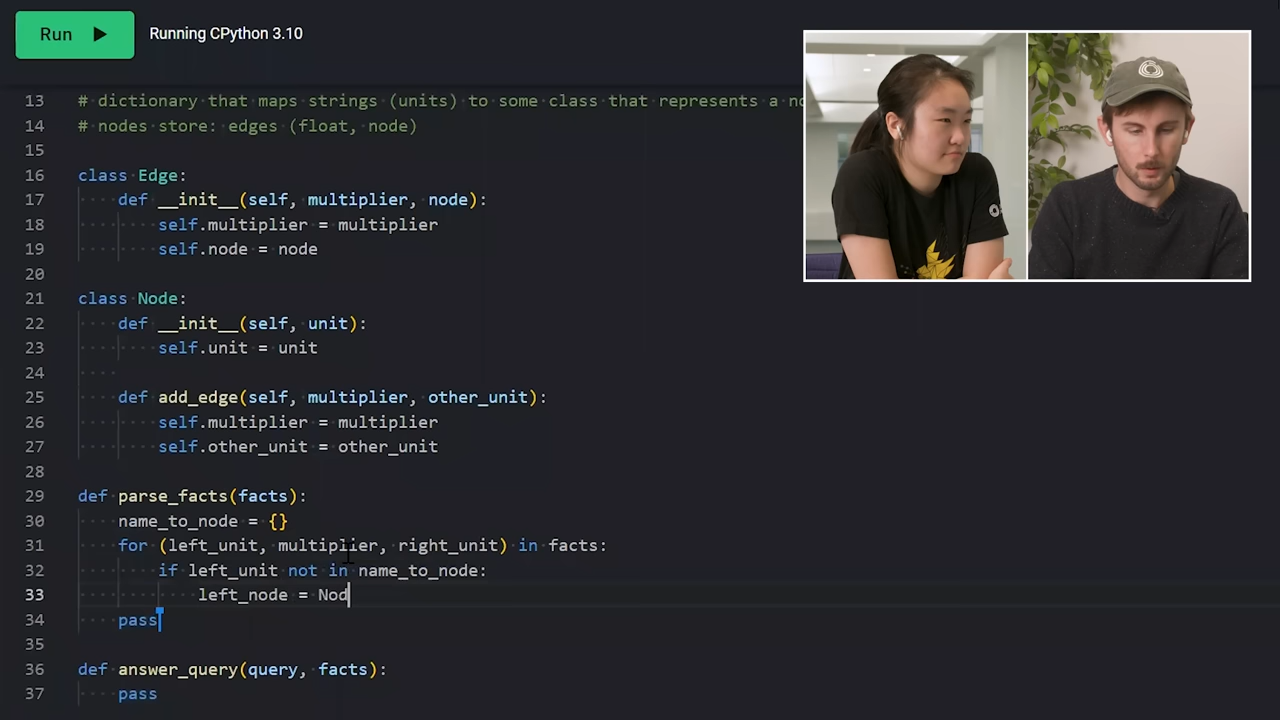 Run
Running CPython 3.10
13 # dictionary that maps strings (units) to some class that represents a no
14 # nodes store: edges (float, node)
15
16 class Edge:
17 def __init__(self, multiplier, node):
18 self.multiplier = multiplier
19 self.node = node
20
21 class Node:
22 def __init__(self, unit):
23 self.unit = unit
24
25 def add_edge(self, multiplier, other_unit):
26 self.multiplier = multiplier
27 self.other_unit = other_unit
28
29 def parse_facts(facts):
30 name_to_node = {}
31 for (left_unit, multiplier, right_unit) in facts:
32 if left_unit not in name_to_node:
33 left_node = Nod
34 pass
35
36 def answer_query(query, facts):
37 pass